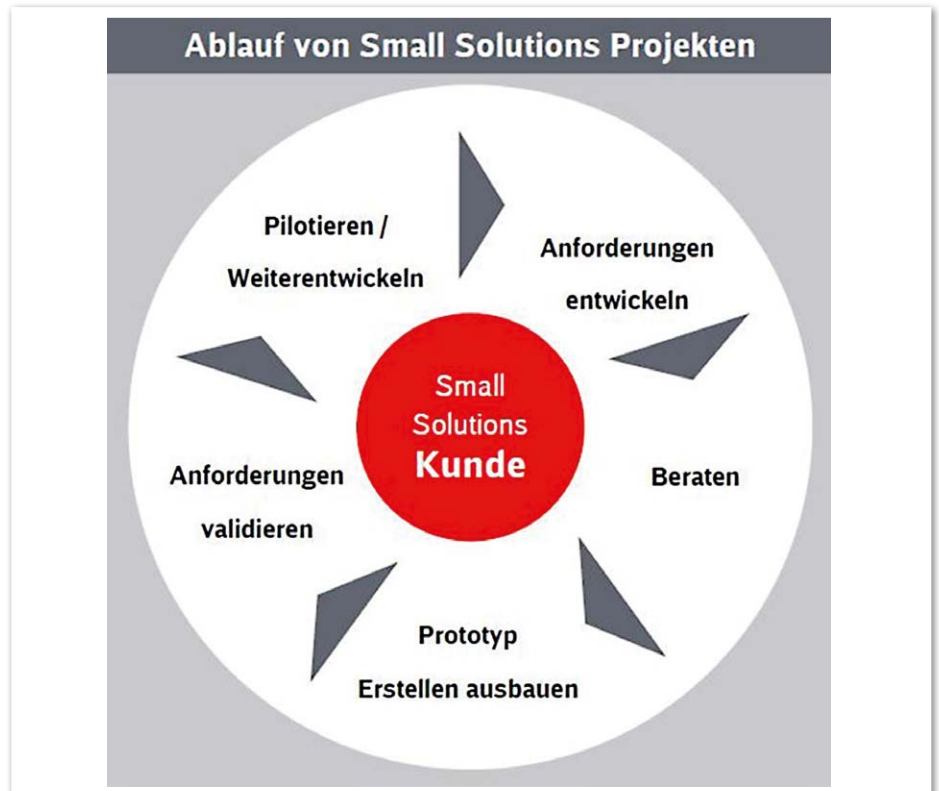 Ablauf von Small Solutions Projekten
Pilotieren /
Weiterentwickeln
Anforderungen
entwickeln
Small
Solutions
Kunde
Beraten
Anforderungen
validieren
Prototyp
Erstellen ausbauen